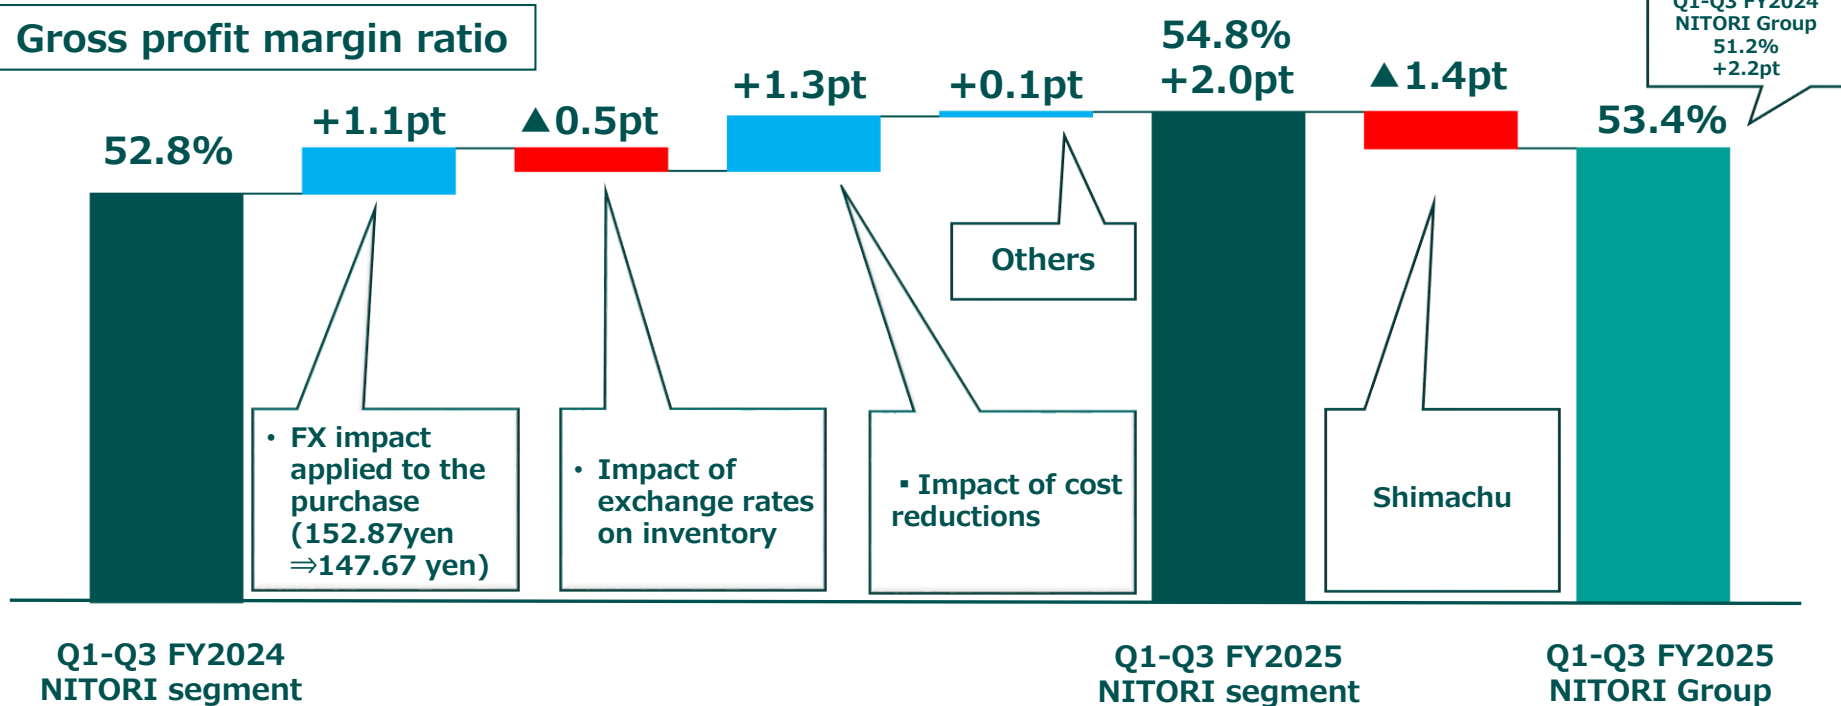 Gross profit margin ratio
52.8%
+1.1pt
▲0.5pt
+1.3pt
+0.1pt
54.8%
+2.0pt
▲1.4pt
53.4%
Q1-Q3 FY2024
NITORI Group
51.2%
+2.2pt
• FX impact
applied to the
purchase
(152.87yen
⇒147.67 yen)
• Impact of
exchange rates
on inventory
▪ Impact of cost
reductions
Others
Shimachu
Q1-Q3 FY2024
NITORI segment
Q1-Q3 FY2025
NITORI segment
Q1-Q3 FY2025
NITORI Group